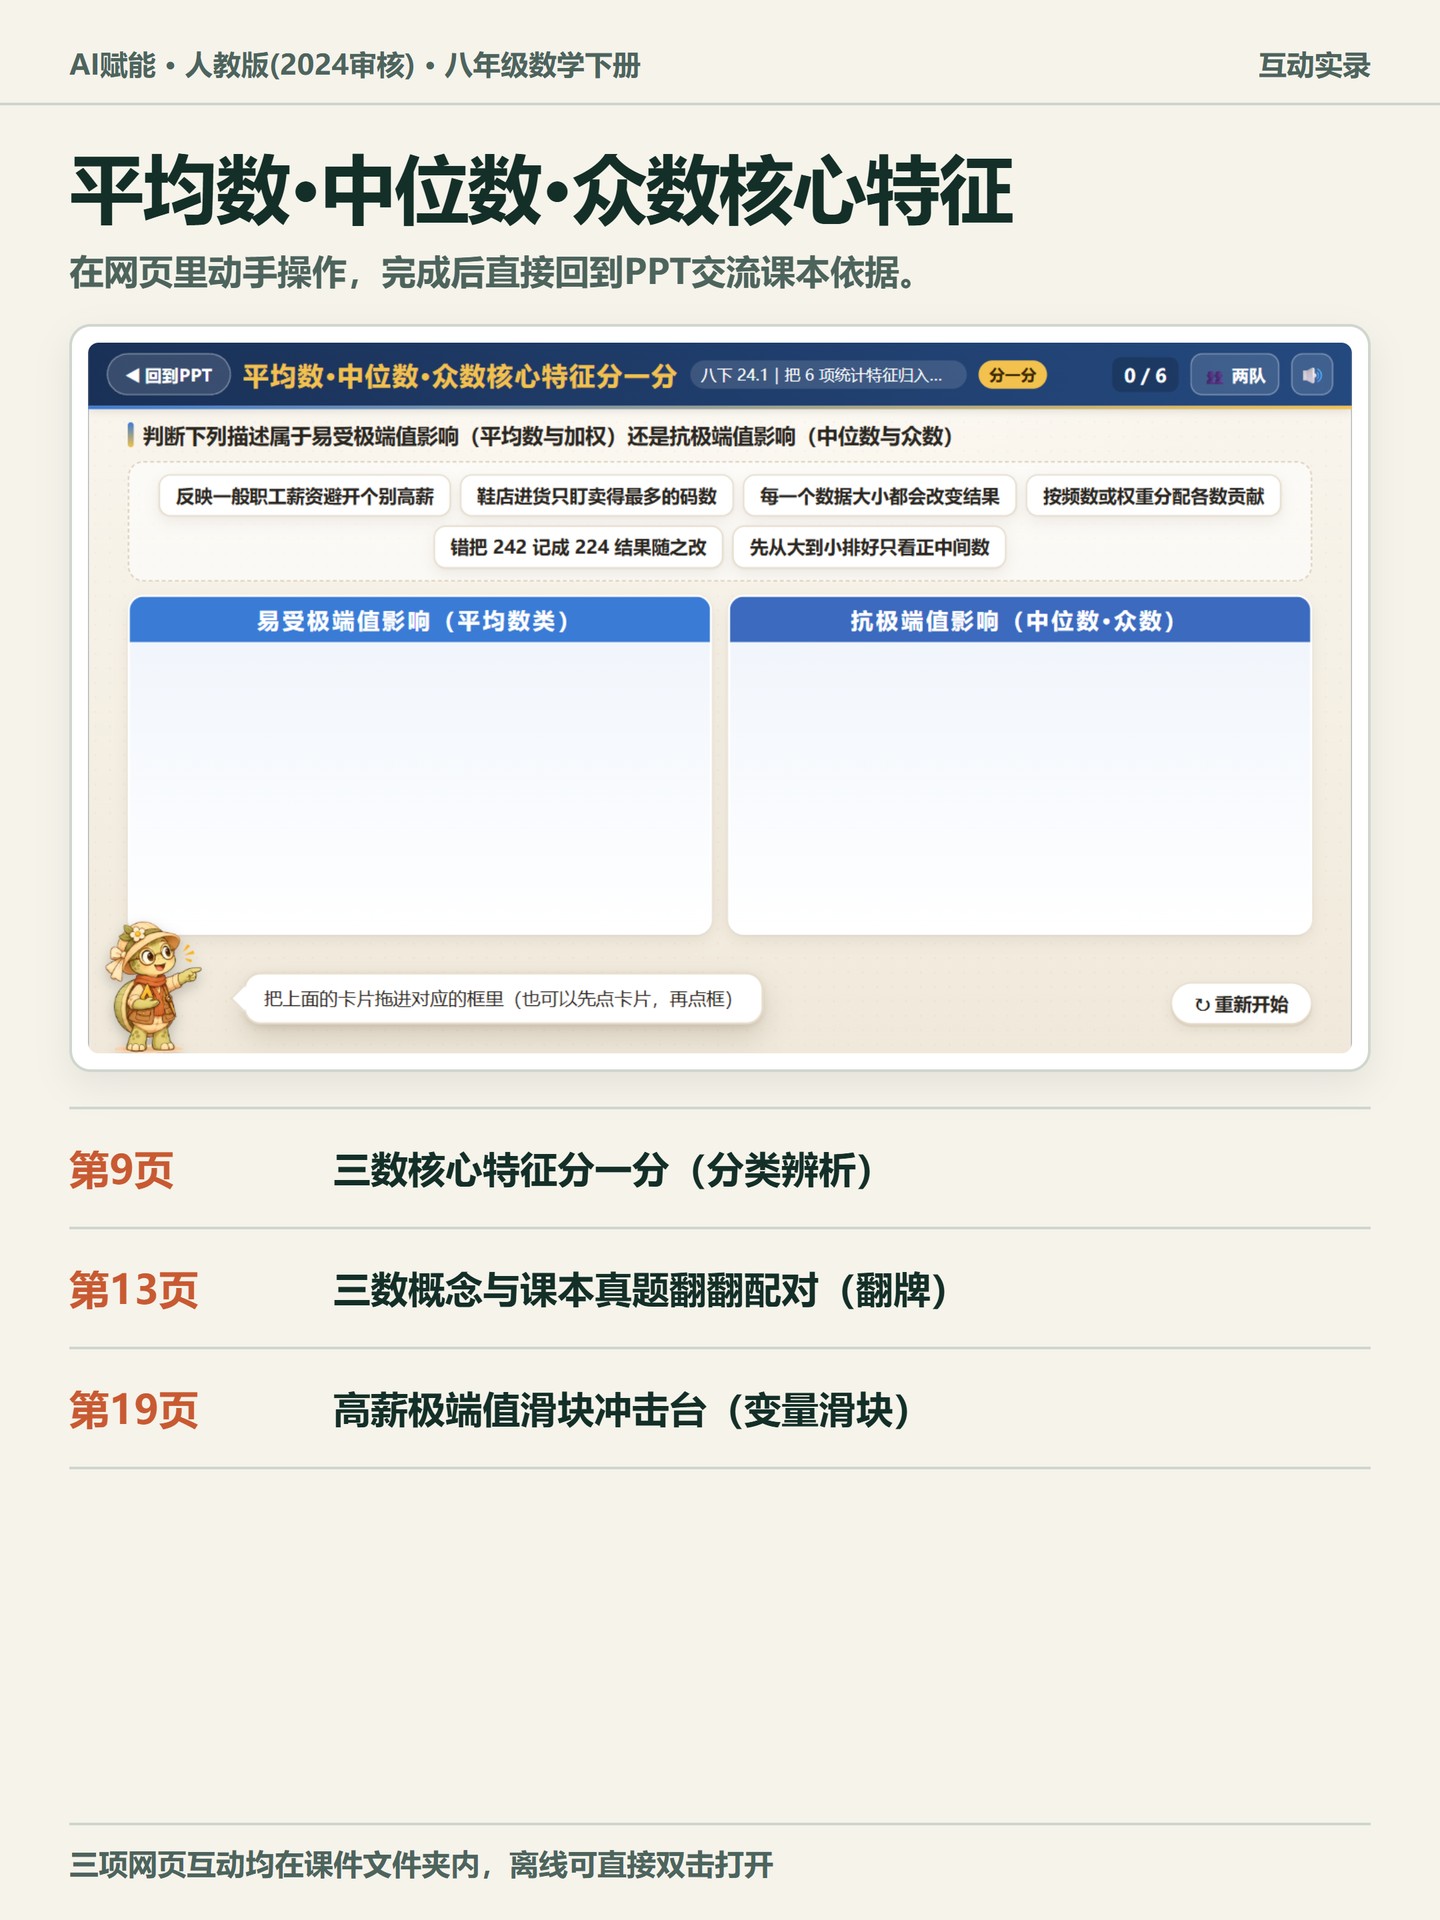 AI赋能 • 人教版(2024审核) • 八年级数学下册
互动实录
平均数•中位数•众数核心特征
在网页里动手操作，完成后直接回到PPT交流课本依据。
◀ 回到PPT
平均数•中位数•众数核心特征分一分
八下 24.1 | 把 6 项统计特征归入...
分一分
0 / 6
两队
判断下列描述属于易受极端值影响（平均数与加权）还是抗极端值影响（中位数与众数）
反映一般职工薪资避开个别高薪
鞋店进货只盯卖得最多的码数
每一个数据大小都会改变结果
按频数或权重分配各数贡献
错把 242 记成 224 结果随之改
先从大到小排好只看正中间数
易受极端值影响（平均数类）
抗极端值影响（中位数•众数）
把上面的卡片拖进对应的框里（也可以先点卡片，再点框）
↻ 重新开始
第9页 三数核心特征分一分（分类辨析）
第13页 三数概念与课本真题翻翻配对（翻牌）
第19页 高薪极端值滑块冲击台（变量滑块）
三项网页互动均在课件文件夹内，离线可直接双击打开